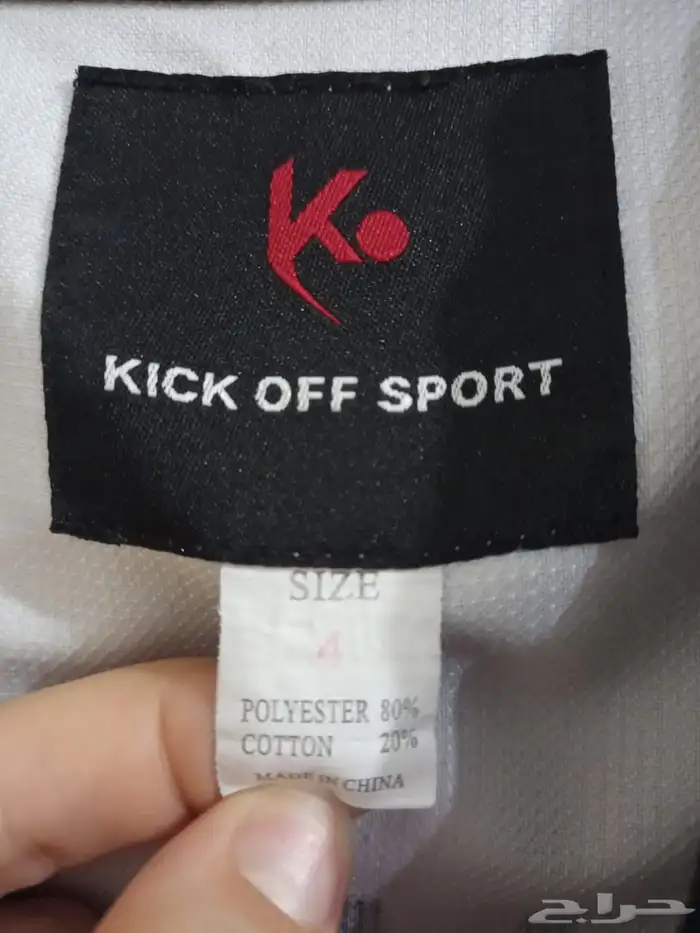 KICK OFF SPORT
SIZE
4
POLYESTER 80%
COTTON 20%
MADE IN CHINA
حراج